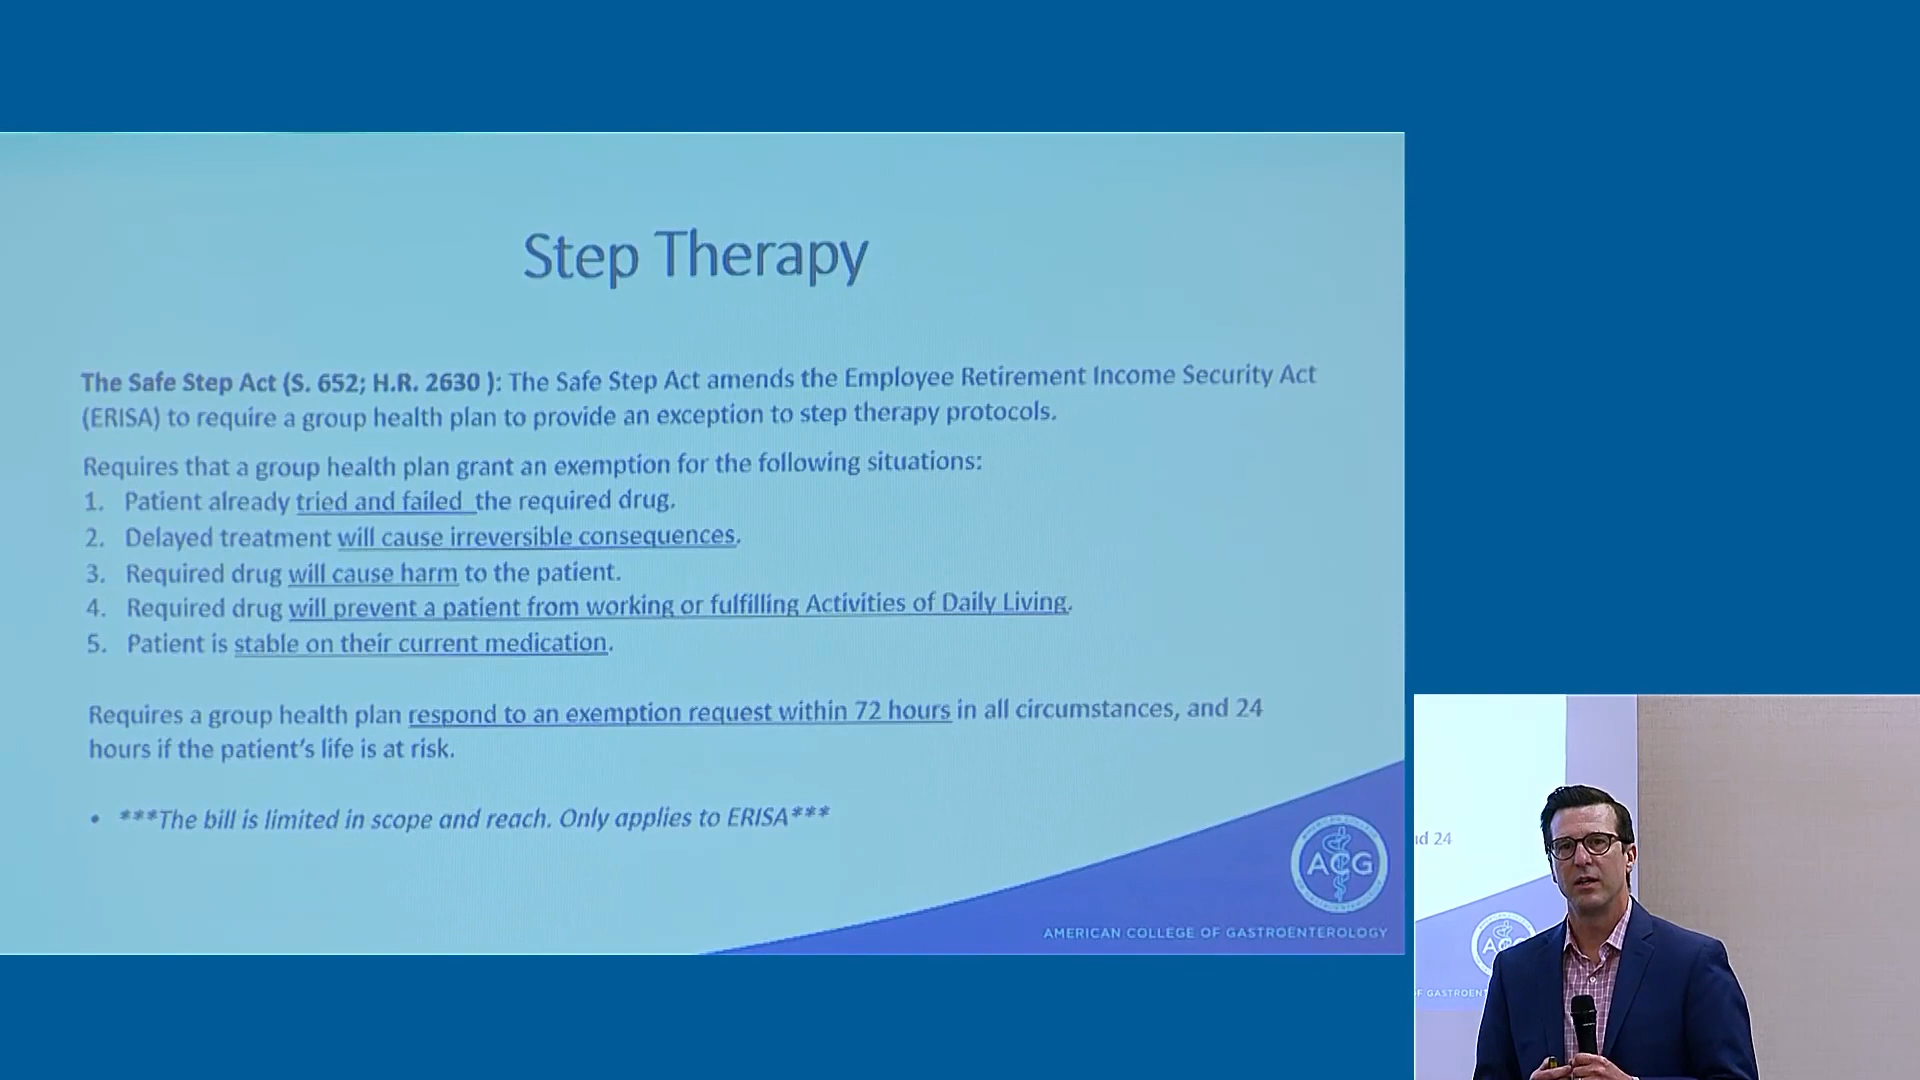 Step Therapy
The Safe Step Act (S. 652; H.R. 2630 ): The Safe Step Act amends the Employee Retirement Income Security Act
(ERISA) to require a group health plan to provide an exception to step therapy protocols.
Requires that a group health plan grant an exemption for the following situations:
1. Patient already tried and failed the required drug.
2. Delayed treatment will cause irreversible consequences.
3. Required drug will cause harm to the patient.
4. Required drug will prevent a patient from working or fulfilling Activities of Daily Living.
5. Patient is stable on their current medication.
Requires a group health plan respond to an exemption request within 72 hours in all circumstances, and 24
hours if the patient's life is at risk.
• ***The bill is limited in scope and reach. Only applies to ERISA***
ACG
AMERICAN COLLEGE OF GASTROENTEROLOGY
24